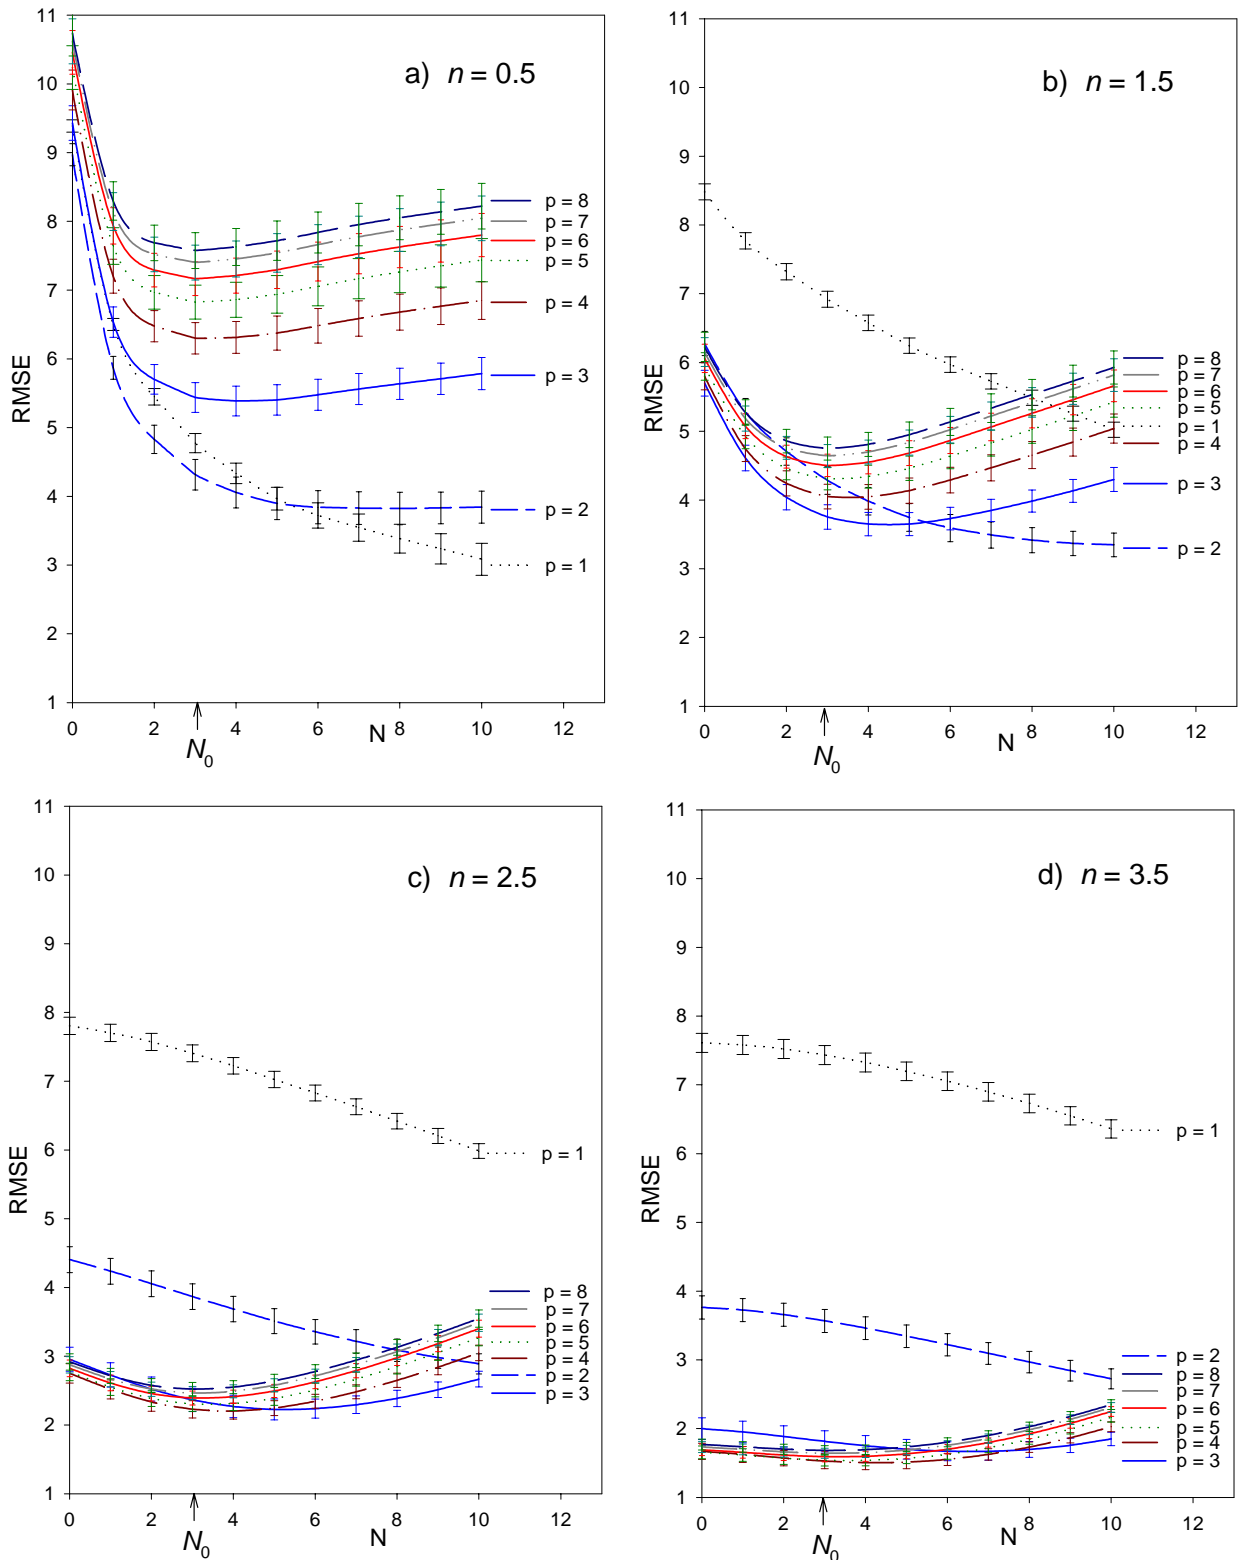 a) n = 0.5
11
10
9
8
7
6
5
4
3
2
1
RMSE
p = 8
p = 7
p = 6
p = 5
p = 4
p = 3
p = 2
p = 1
0 2 4 6 8 10 12
N
N0
b) n = 1.5
11
10
9
8
7
6
5
4
3
2
1
RMSE
p = 8
p = 7
p = 6
p = 5
p = 1
p = 4
p = 3
p = 2
0 2 4 6 8 10 12
N
N0
c) n = 2.5
11
10
9
8
7
6
5
4
3
2
1
RMSE
p = 1
p = 8
p = 7
p = 6
p = 5
p = 4
p = 2
p = 3
0 2 4 6 8 10 12
N
N0
d) n = 3.5
11
10
9
8
7
6
5
4
3
2
1
RMSE
p = 1
p = 2
p = 8
p = 7
p = 6
p = 5
p = 4
p = 3
0 2 4 6 8 10 12
N
N0